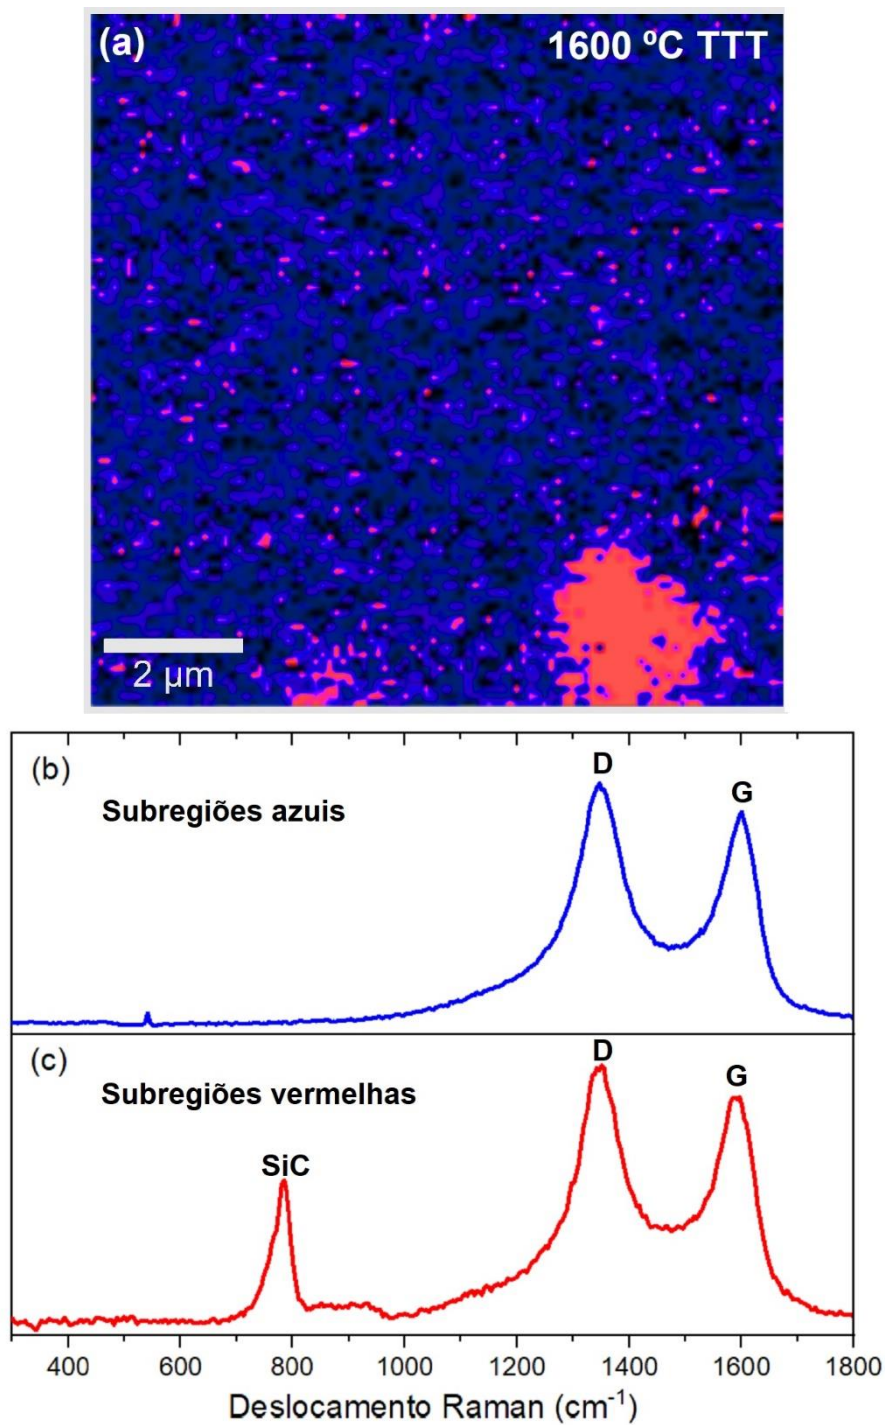 (a) 1600 ºC TTT
2 µm
(b)
Subregiões azuis
D
G
(c)
Subregiões vermelhas
SiC
D
G
400 600 800 1000 1200 1400 1600 1800
Deslocamento Raman (cm⁻¹)